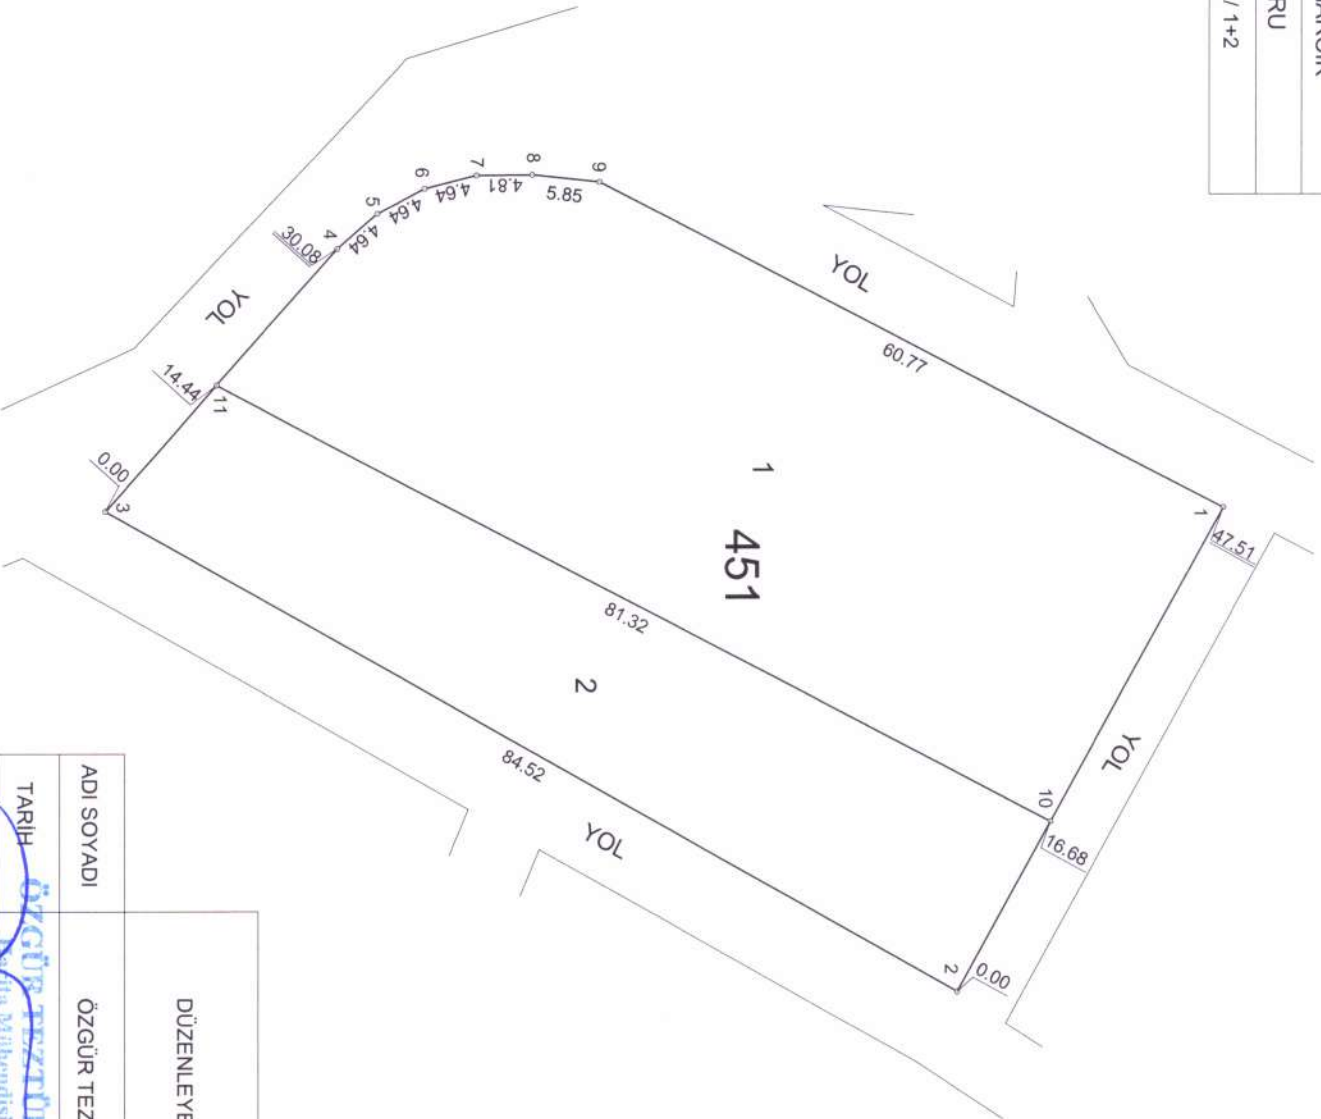 RU
/ 1+2
9
8
7
6
5
4
5.85
4.81
4.64
4.64
4.64
30.08
YOL
14.44
11
0.00
3
YOL
60.77
1
451
1
47.51
81.32
2
YOL
10
16.68
84.52
YOL
2
0.00
DÜZENLEYE
ADI SOYADI
ÖZGÜR TEZ
TARİH
ÖZGÜR TEZTÜ